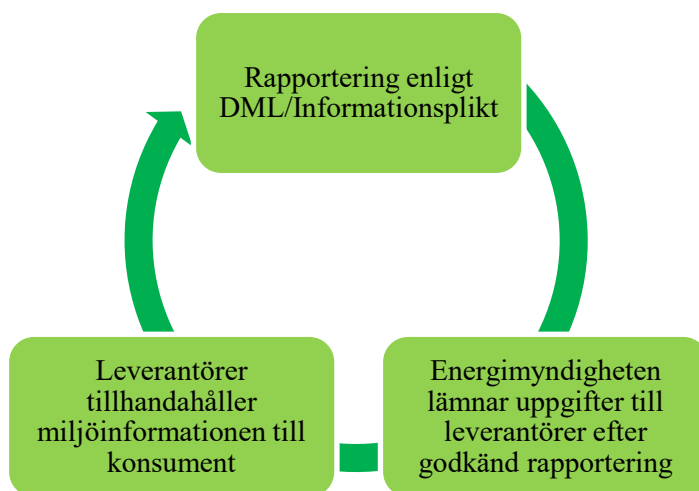 Rapportering enligt
DML/Informationsplikt
Leverantörer
tillhandahåller
miljöinformationen till
konsument
Energimyndigheten
lämnar uppgifter till
leverantörer efter
godkänd rapportering